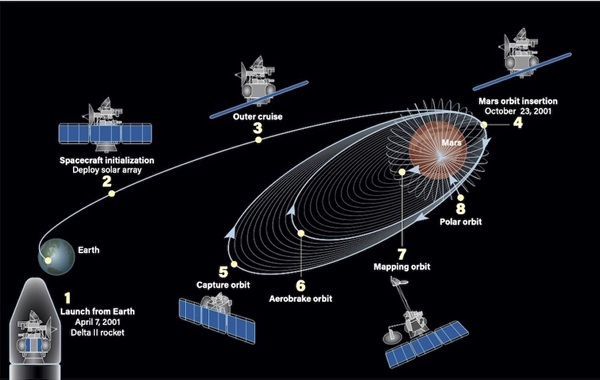 1
Launch from Earth
April 7, 2001
Delta II rocket
Earth
Spacecraft initialization
Deploy solar array
2
Outer cruise
3
Mars orbit insertion
October 23, 2001
4
Mars
5
Capture orbit
6
Aerobrake orbit
7
Mapping orbit
8
Polar orbit